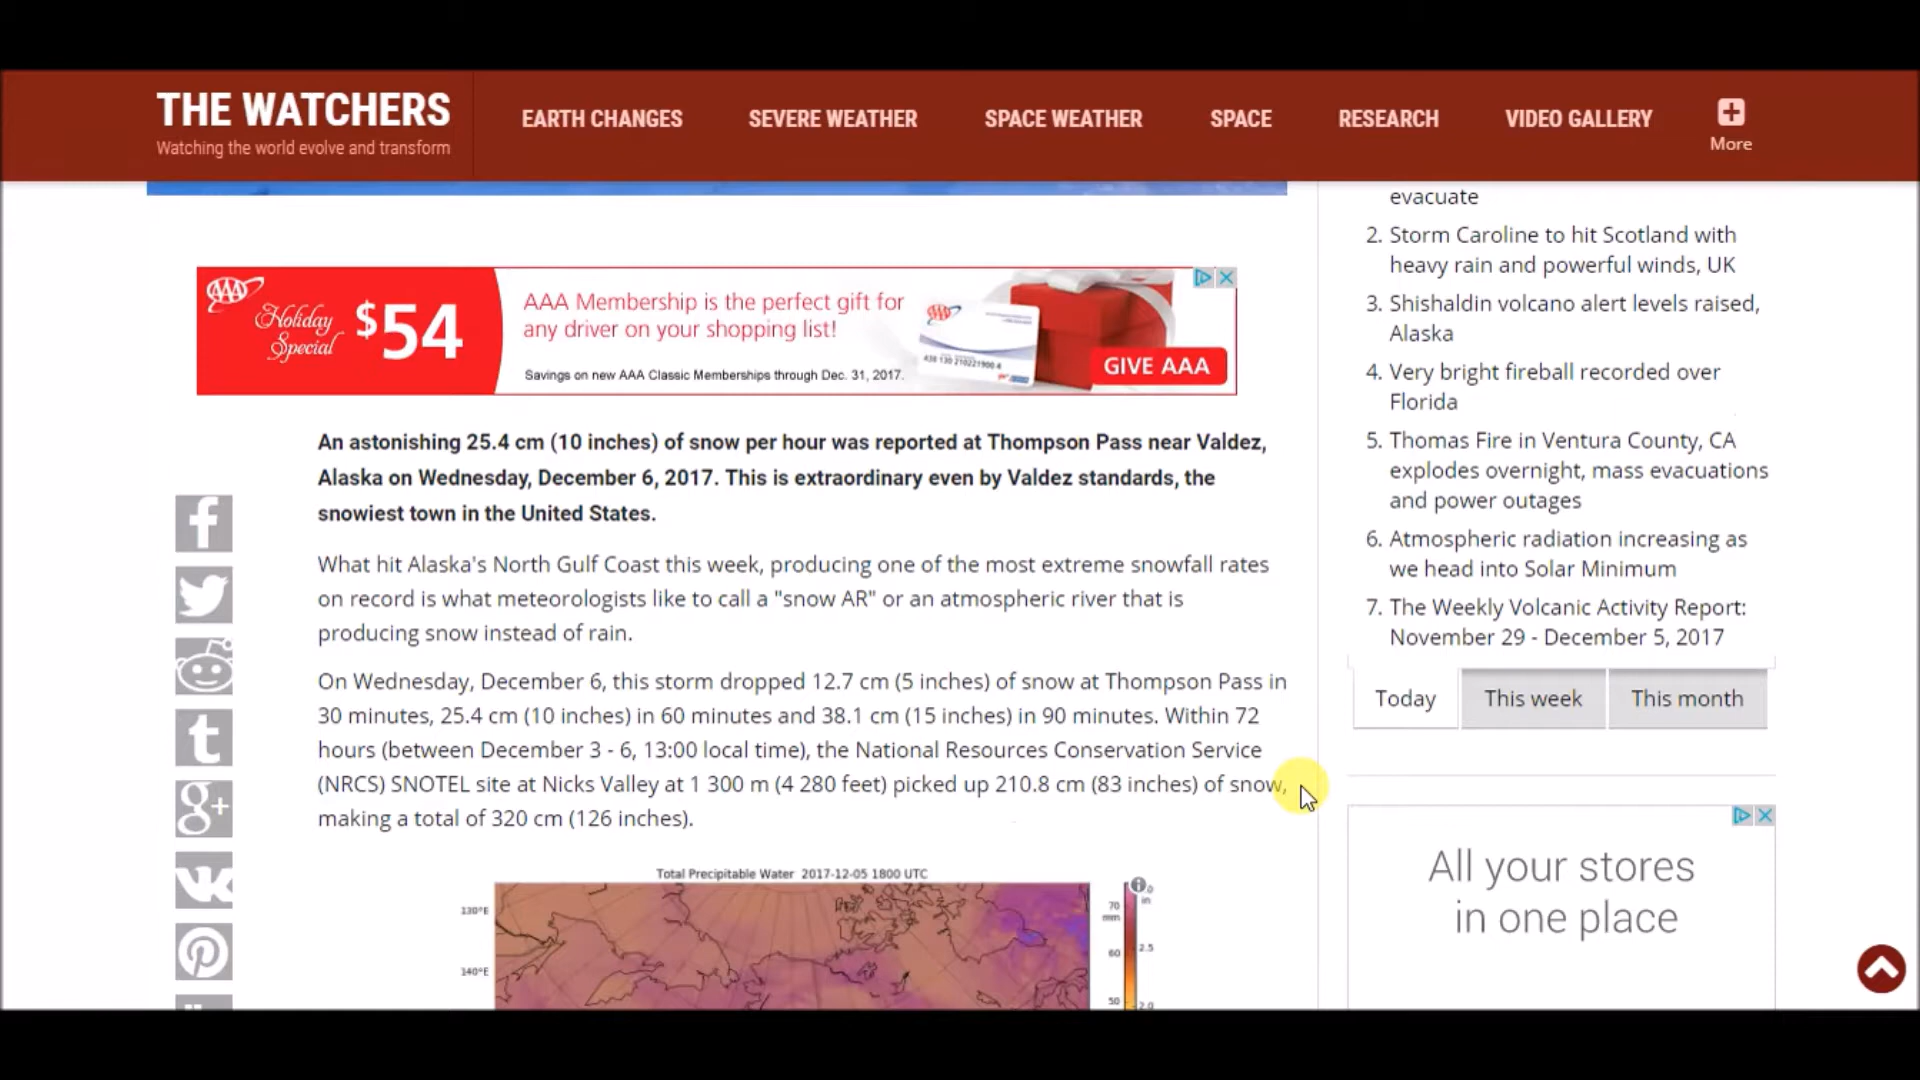 THE WATCHERS
Watching the world evolve and transform
EARTH CHANGES
SEVERE WEATHER
SPACE WEATHER
SPACE
RESEARCH
VIDEO GALLERY
More
AAA
Holiday
Special
$54
AAA Membership is the perfect gift for
any driver on your shopping list!
Savings on new AAA Classic Memberships through Dec. 31, 2017.
GIVE AAA
An astonishing 25.4 cm (10 inches) of snow per hour was reported at Thompson Pass near Valdez,
Alaska on Wednesday, December 6, 2017. This is extraordinary even by Valdez standards, the
snowiest town in the United States.
What hit Alaska's North Gulf Coast this week, producing one of the most extreme snowfall rates
on record is what meteorologists like to call a "snow AR" or an atmospheric river that is
producing snow instead of rain.
On Wednesday, December 6, this storm dropped 12.7 cm (5 inches) of snow at Thompson Pass in
30 minutes, 25.4 cm (10 inches) in 60 minutes and 38.1 cm (15 inches) in 90 minutes. Within 72
hours (between December 3 - 6, 13:00 local time), the National Resources Conservation Service
(NRCS) SNOTEL site at Nicks Valley at 1 300 m (4 280 feet) picked up 210.8 cm (83 inches) of snow,
making a total of 320 cm (126 inches).
Total Precipitable Water 2017-12-05 1800 UTC
130°E
140°E
70
mm
60
50
in
2.5
2.0
evacuate
2. Storm Caroline to hit Scotland with
heavy rain and powerful winds, UK
3. Shishaldin volcano alert levels raised,
Alaska
4. Very bright fireball recorded over
Florida
5. Thomas Fire in Ventura County, CA
explodes overnight, mass evacuations
and power outages
6. Atmospheric radiation increasing as
we head into Solar Minimum
7. The Weekly Volcanic Activity Report:
November 29 - December 5, 2017
Today
This week
This month
All your stores
in one place